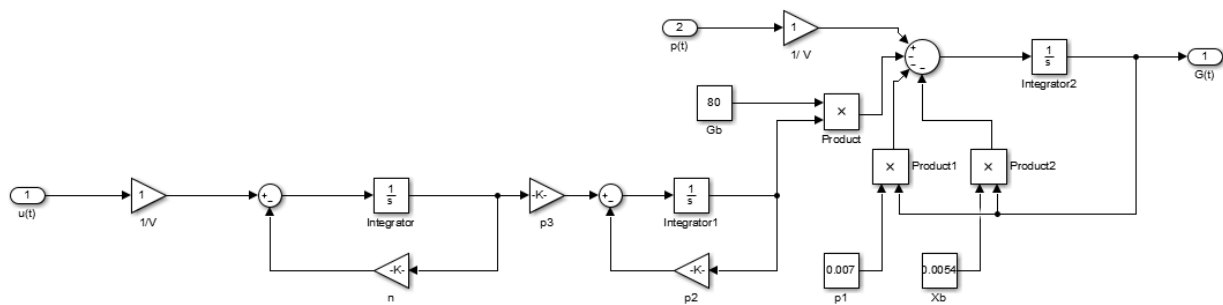 2
p(t)
1
1/ V
+
−
−
−
1
s
Integrator2
1
G(t)
80
Gb
×
Product
×
Product1
×
Product2
1
u(t)
1
1/V
+
−
1
s
Integrator
-K-
p3
+
−
1
s
Integrator1
-K-
n
-K-
p2
0.007
p1
0.0054
Xb